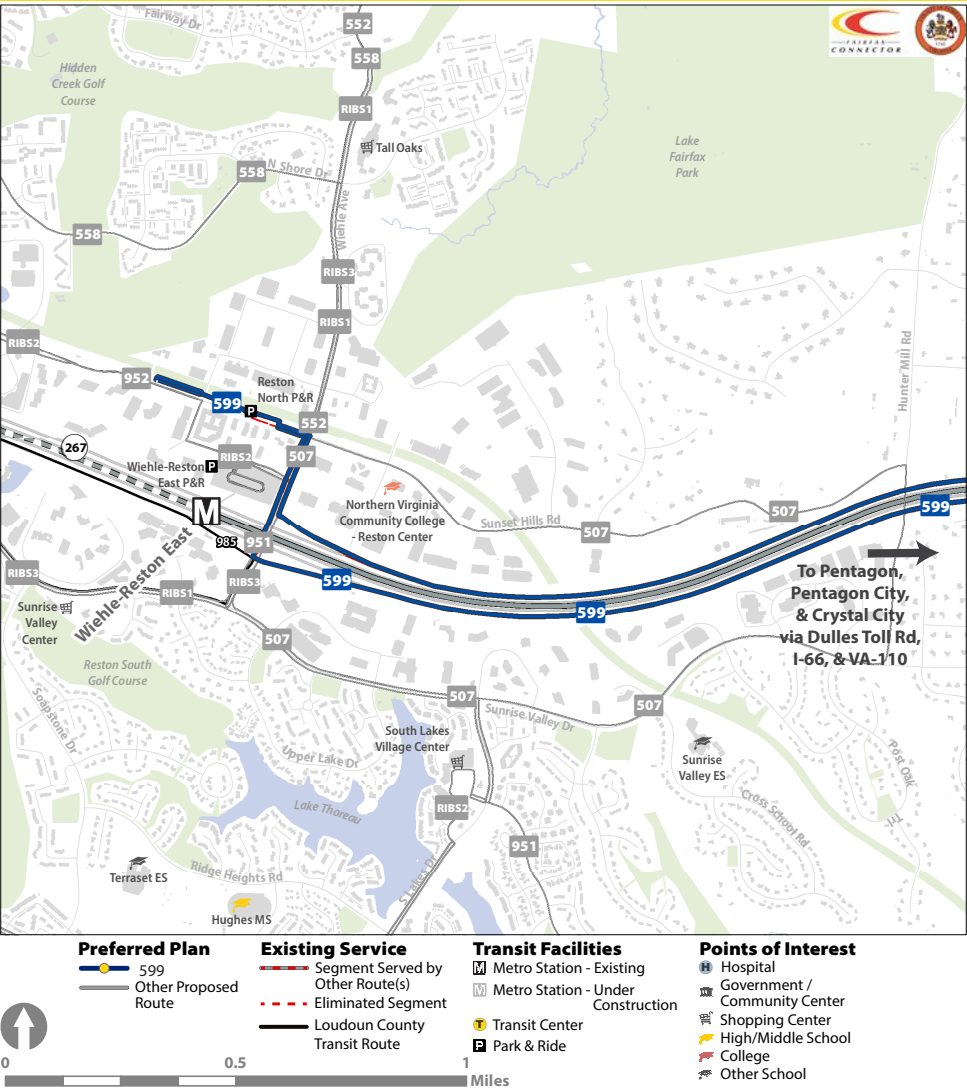 Fairway Dr
552
558
FAIRFAX
CONNECTOR
Hidden
Creek Golf
Course
RIBS1
Tall Oaks
N Shore Dr
558
Lake
Fairfax
Park
558
Wiehle Ave
RIBS3
RIBS1
RIBS2
Hunter Mill Rd
952
Reston
North P&R
599
P
552
267
RIBS2
507
Wiehle-Reston
East P&R
P
M
Northern Virginia
Community College
- Reston Center
Sunset Hills Rd
507
507
599
985
951
RIBS3
RIBS3
599
RIBS1
599
To Pentagon,
Pentagon City,
& Crystal City
via Dulles Toll Rd,
I-66, & VA-110
Wiehle-Reston East
Sunrise
Valley
Center
507
Reston South
Golf Course
Soapstone Dr
507
507
Sunrise Valley Dr
South Lakes
Village Center
Upper Lake Dr
Sunrise
Valley ES
Post Oak
Trl
Lake Thoreau
RIBS2
Cross School Rd
951
Terraset ES
Ridge Heights Rd
S Lakes Dr
Hughes MS
Preferred Plan
599
Other Proposed
Route
Existing Service
Segment Served by
Other Route(s)
Eliminated Segment
Loudoun County
Transit Route
Transit Facilities
M Metro Station - Existing
M Metro Station - Under
Construction
T Transit Center
P Park & Ride
Points of Interest
H Hospital
Government /
Community Center
Shopping Center
High/Middle School
College
Other School
0 0.5 1
Miles